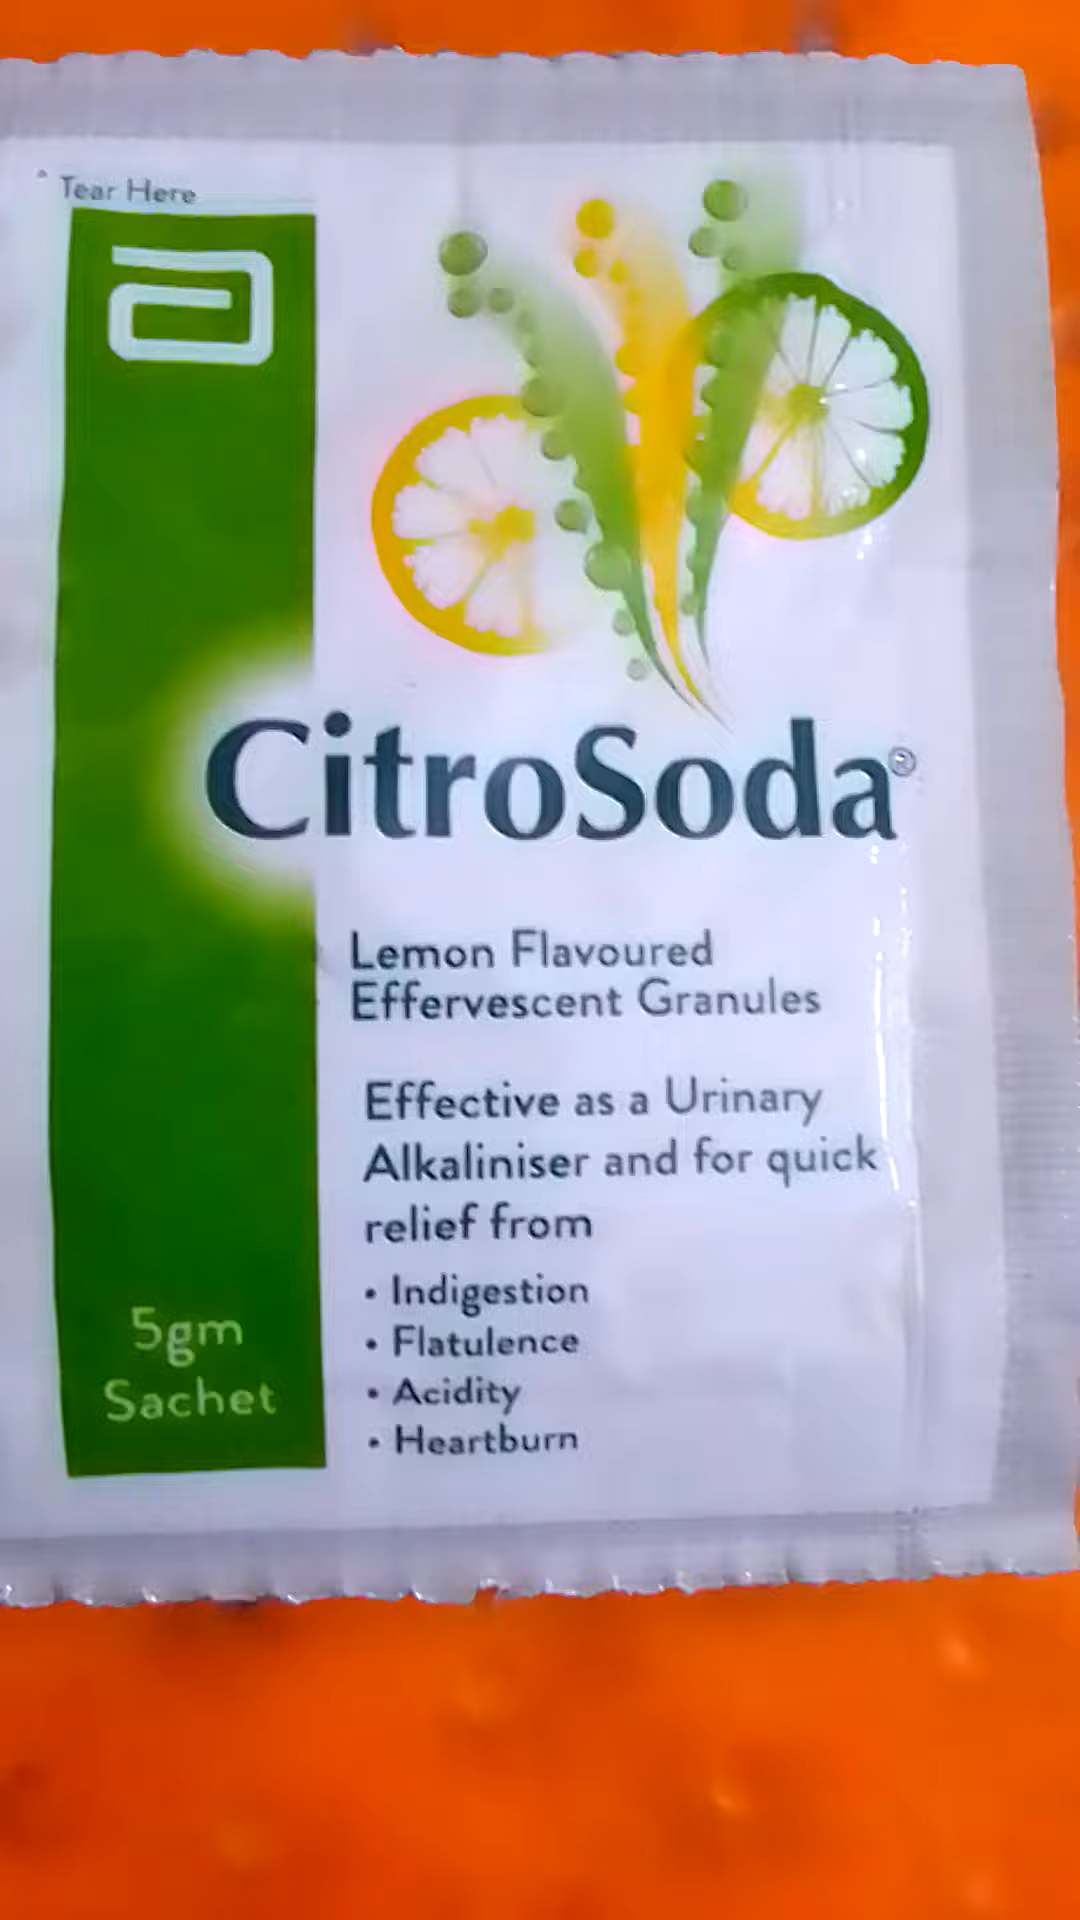 Tear Here
CitroSoda®
Lemon Flavoured
Effervescent Granules
Effective as a Urinary
Alkaliniser and for quick
relief from
• Indigestion
• Flatulence
• Acidity
• Heartburn
5gm
Sachet